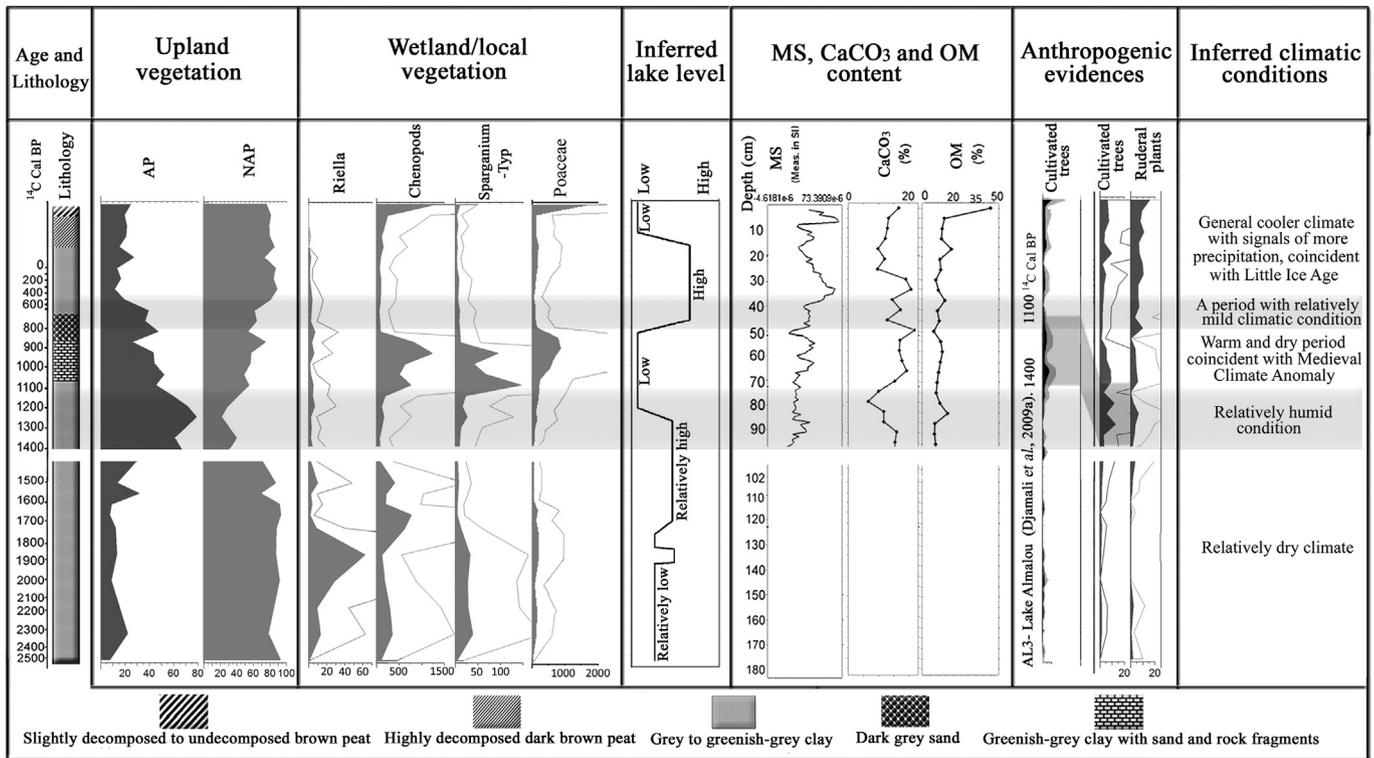 Age and
Lithology
Upland
vegetation
Wetland/local
vegetation
Inferred
lake level
MS, CaCO3 and OM
content
Anthropogenic
evidences
Inferred climatic
conditions
14C Cal BP
Lithology
AP
NAP
Riella
Chenopods
Sparganium
-Typ
Poaceae
Low
High
Depth (cm)
MS
(Meas. in SI)
CaCO3
(%)
OM
(%)
Cultivated
trees
Cultivated
trees
Ruderal
plants
-4.6181e-6 73.3909e-6
0 20
0 20 35 50
0
200
400
600
800
900
1000
1100
1200
1300
1400
1500
1600
1700
1800
1900
2000
2100
2200
2300
2400
2500
20 40 60 80
20 40 60 80 100
20 40 60
500 1500
50 100
1000 2000
Low
High
Low
Relatively high
Relatively low
10
20
30
40
50
60
70
80
90
102
110
120
130
140
150
160
170
180
AL3- Lake Almalou (Djamali et al., 2009a). 1400 1100 14C Cal BP
20 20
General cooler climate
with signals of more
precipitation, coincident
with Little Ice Age
A period with relatively
mild climatic condition
Warm and dry period
coincident with Medieval
Climate Anomaly
Relatively humid
condition
Relatively dry climate
Slightly decomposed to undecomposed brown peat
Highly decomposed dark brown peat
Grey to greenish-grey clay
Dark grey sand
Greenish-grey clay with sand and rock fragments